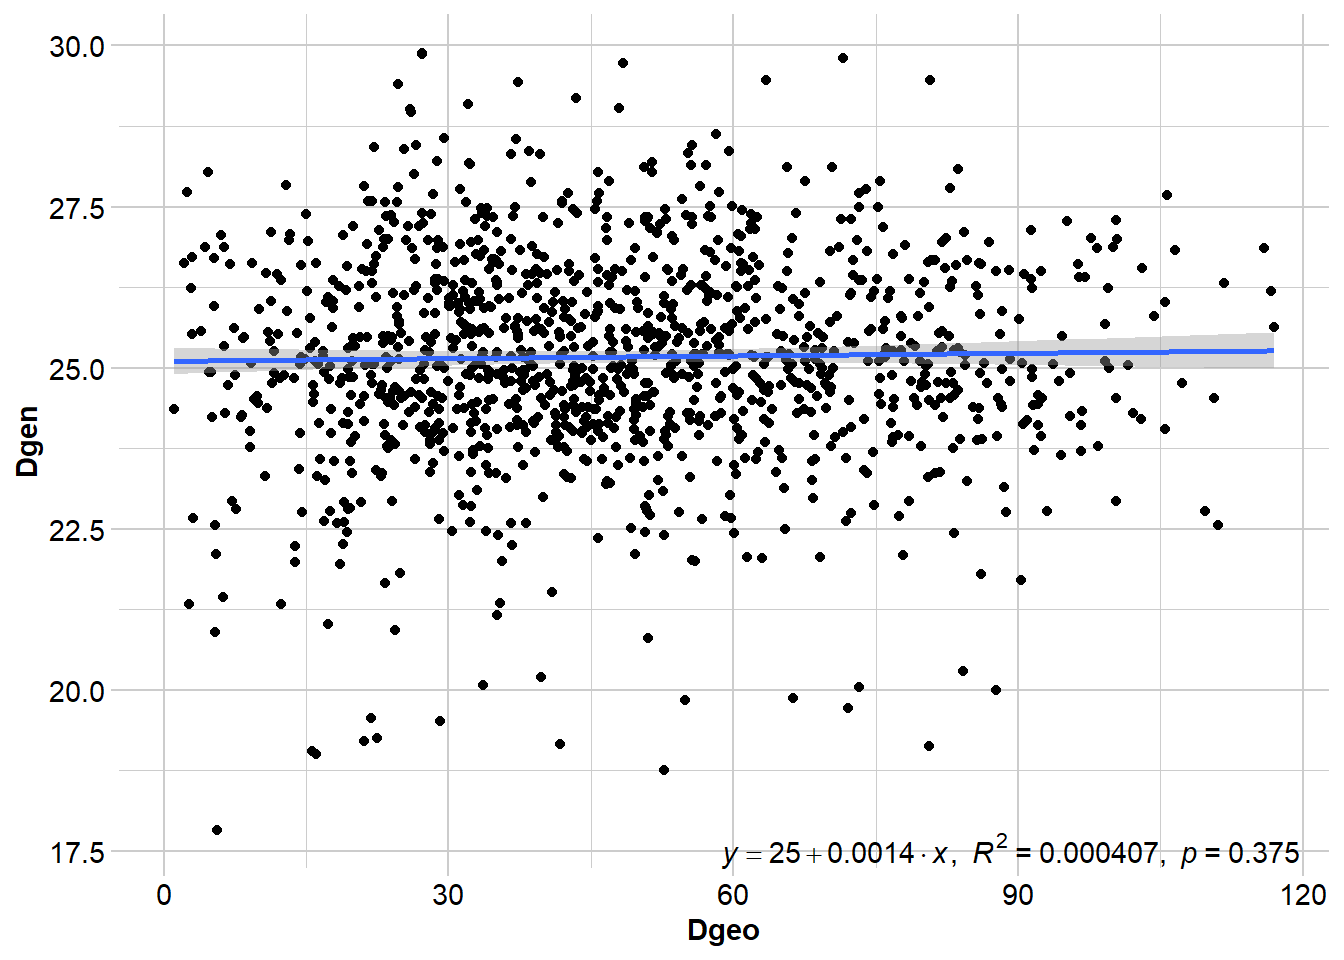 30.0
27.5
25.0
22.5
20.0
17.5
Dgen
y = 25 + 0.0014 · x, R² = 0.000407, p = 0.375
0 30 60 90 120
Dgeo